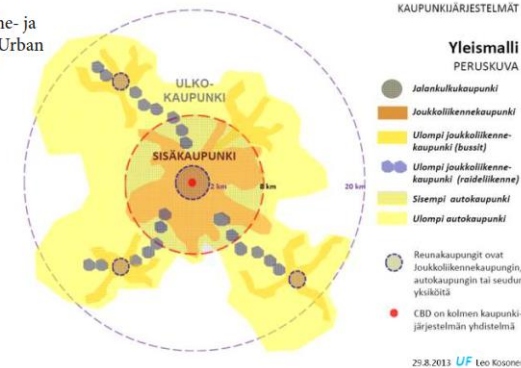 ne- ja
Urban
KAUPUNKIJÄRJESTELMÄT
Yleismalli
PERUSKUVA
ULKO-
KAUPUNKI
SISÄKAUPUNKI
2 km
8 km
20 km
Jalankulkukaupunki
Joukkoliikennekaupunki
Ulompi joukkoliikenne-
kaupunki (bussit)
Ulompi joukkoliikenne-
kaupunki (raideliikenne)
Sisempi autokaupunki
Ulompi autokaupunki
Reunakaupungit ovat
Joukkoliikennekaupungin,
autokaupungin tai seudun
yksiköitä
CBD on kolmen kaupunki-
järjestelmän yhdistelmä
29.8.2013 UF Leo Kosonen